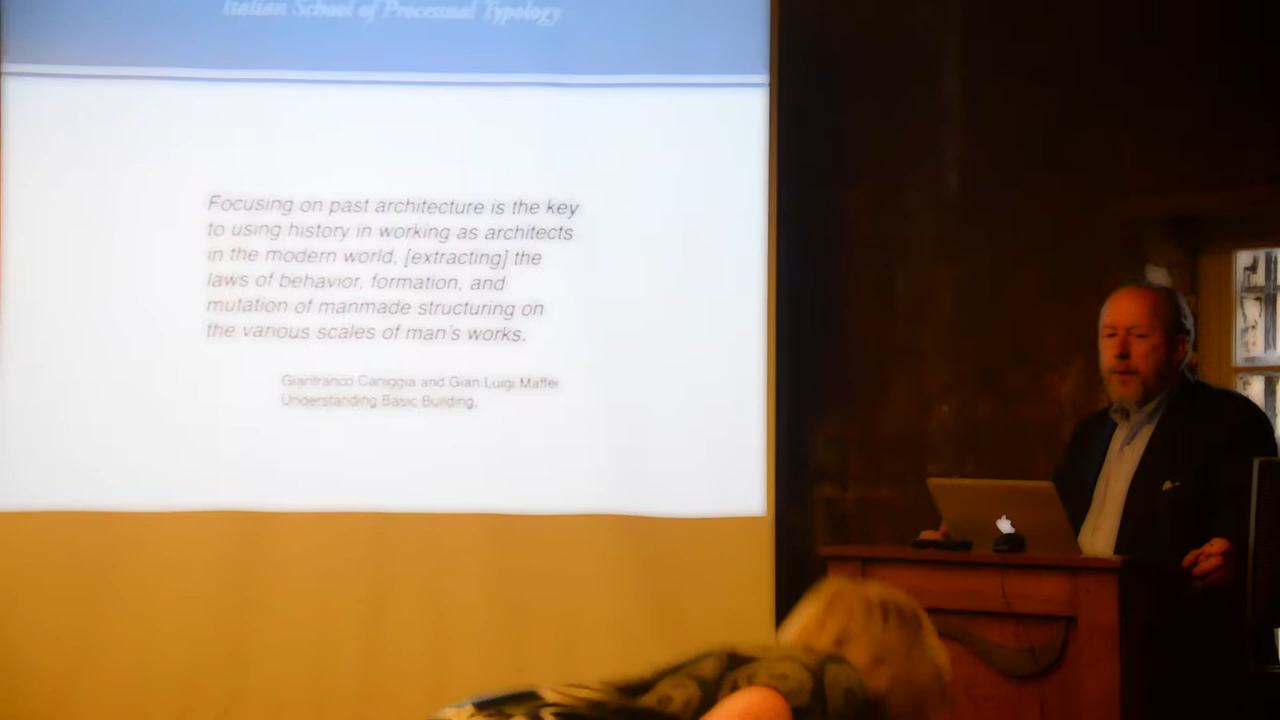 Italian School of Processual Typology
Focusing on past architecture is the key
to using history in working as architects
in the modern world, [extracting] the
laws of behavior, formation, and
mutation of manmade structuring on
the various scales of man's works.
Gianfranco Caniggia and Gian Luigi Maffei
Understanding Basic Building,